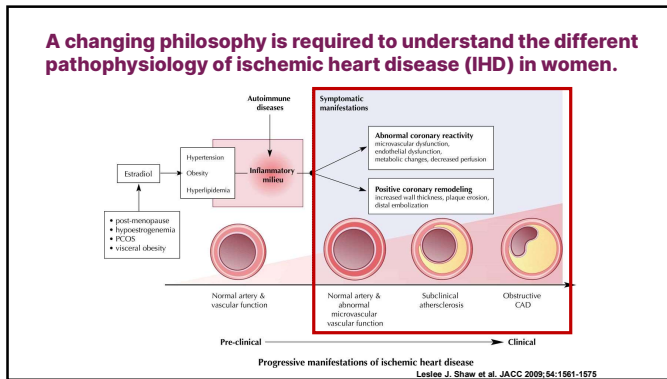 A changing philosophy is required to understand the different
pathophysiology of ischemic heart disease (IHD) in women.
Autoimmune
diseases
Symptomatic
manifestations
Abnormal coronary reactivity
microvascular dysfunction,
endothelial dysfunction,
metabolic changes, decreased perfusion
Estradiol
Hypertension
Obesity
Hyperlipidemia
Inflammatory
milieu
Positive coronary remodeling
increased wall thickness, plaque erosion,
distal embolization
• post-menopause
• hypoestrogenemia
• PCOS
• visceral obesity
Normal artery &
vascular function
Normal artery &
abnormal
microvascular
vascular function
Subclinical
athersclerosis
Obstructive
CAD
Pre-clinical
Clinical
Progressive manifestations of ischemic heart disease
Leslee J. Shaw et al. JACC 2009;54:1561-1575